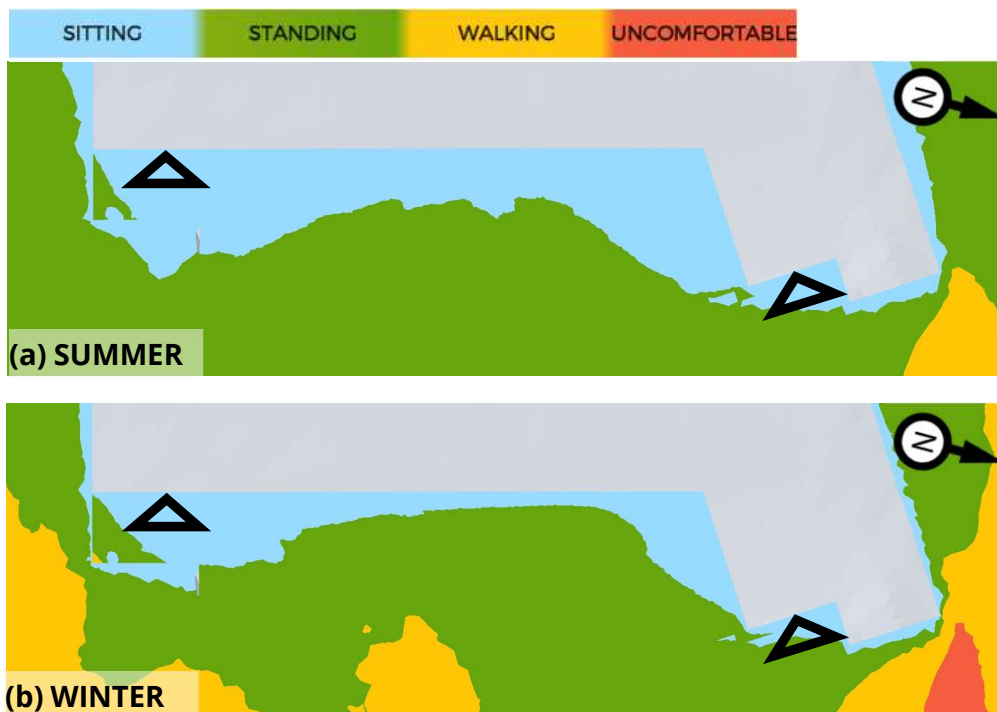 SITTING STANDING WALKING UNCOMFORTABLE
N
(a) SUMMER
N
(b) WINTER